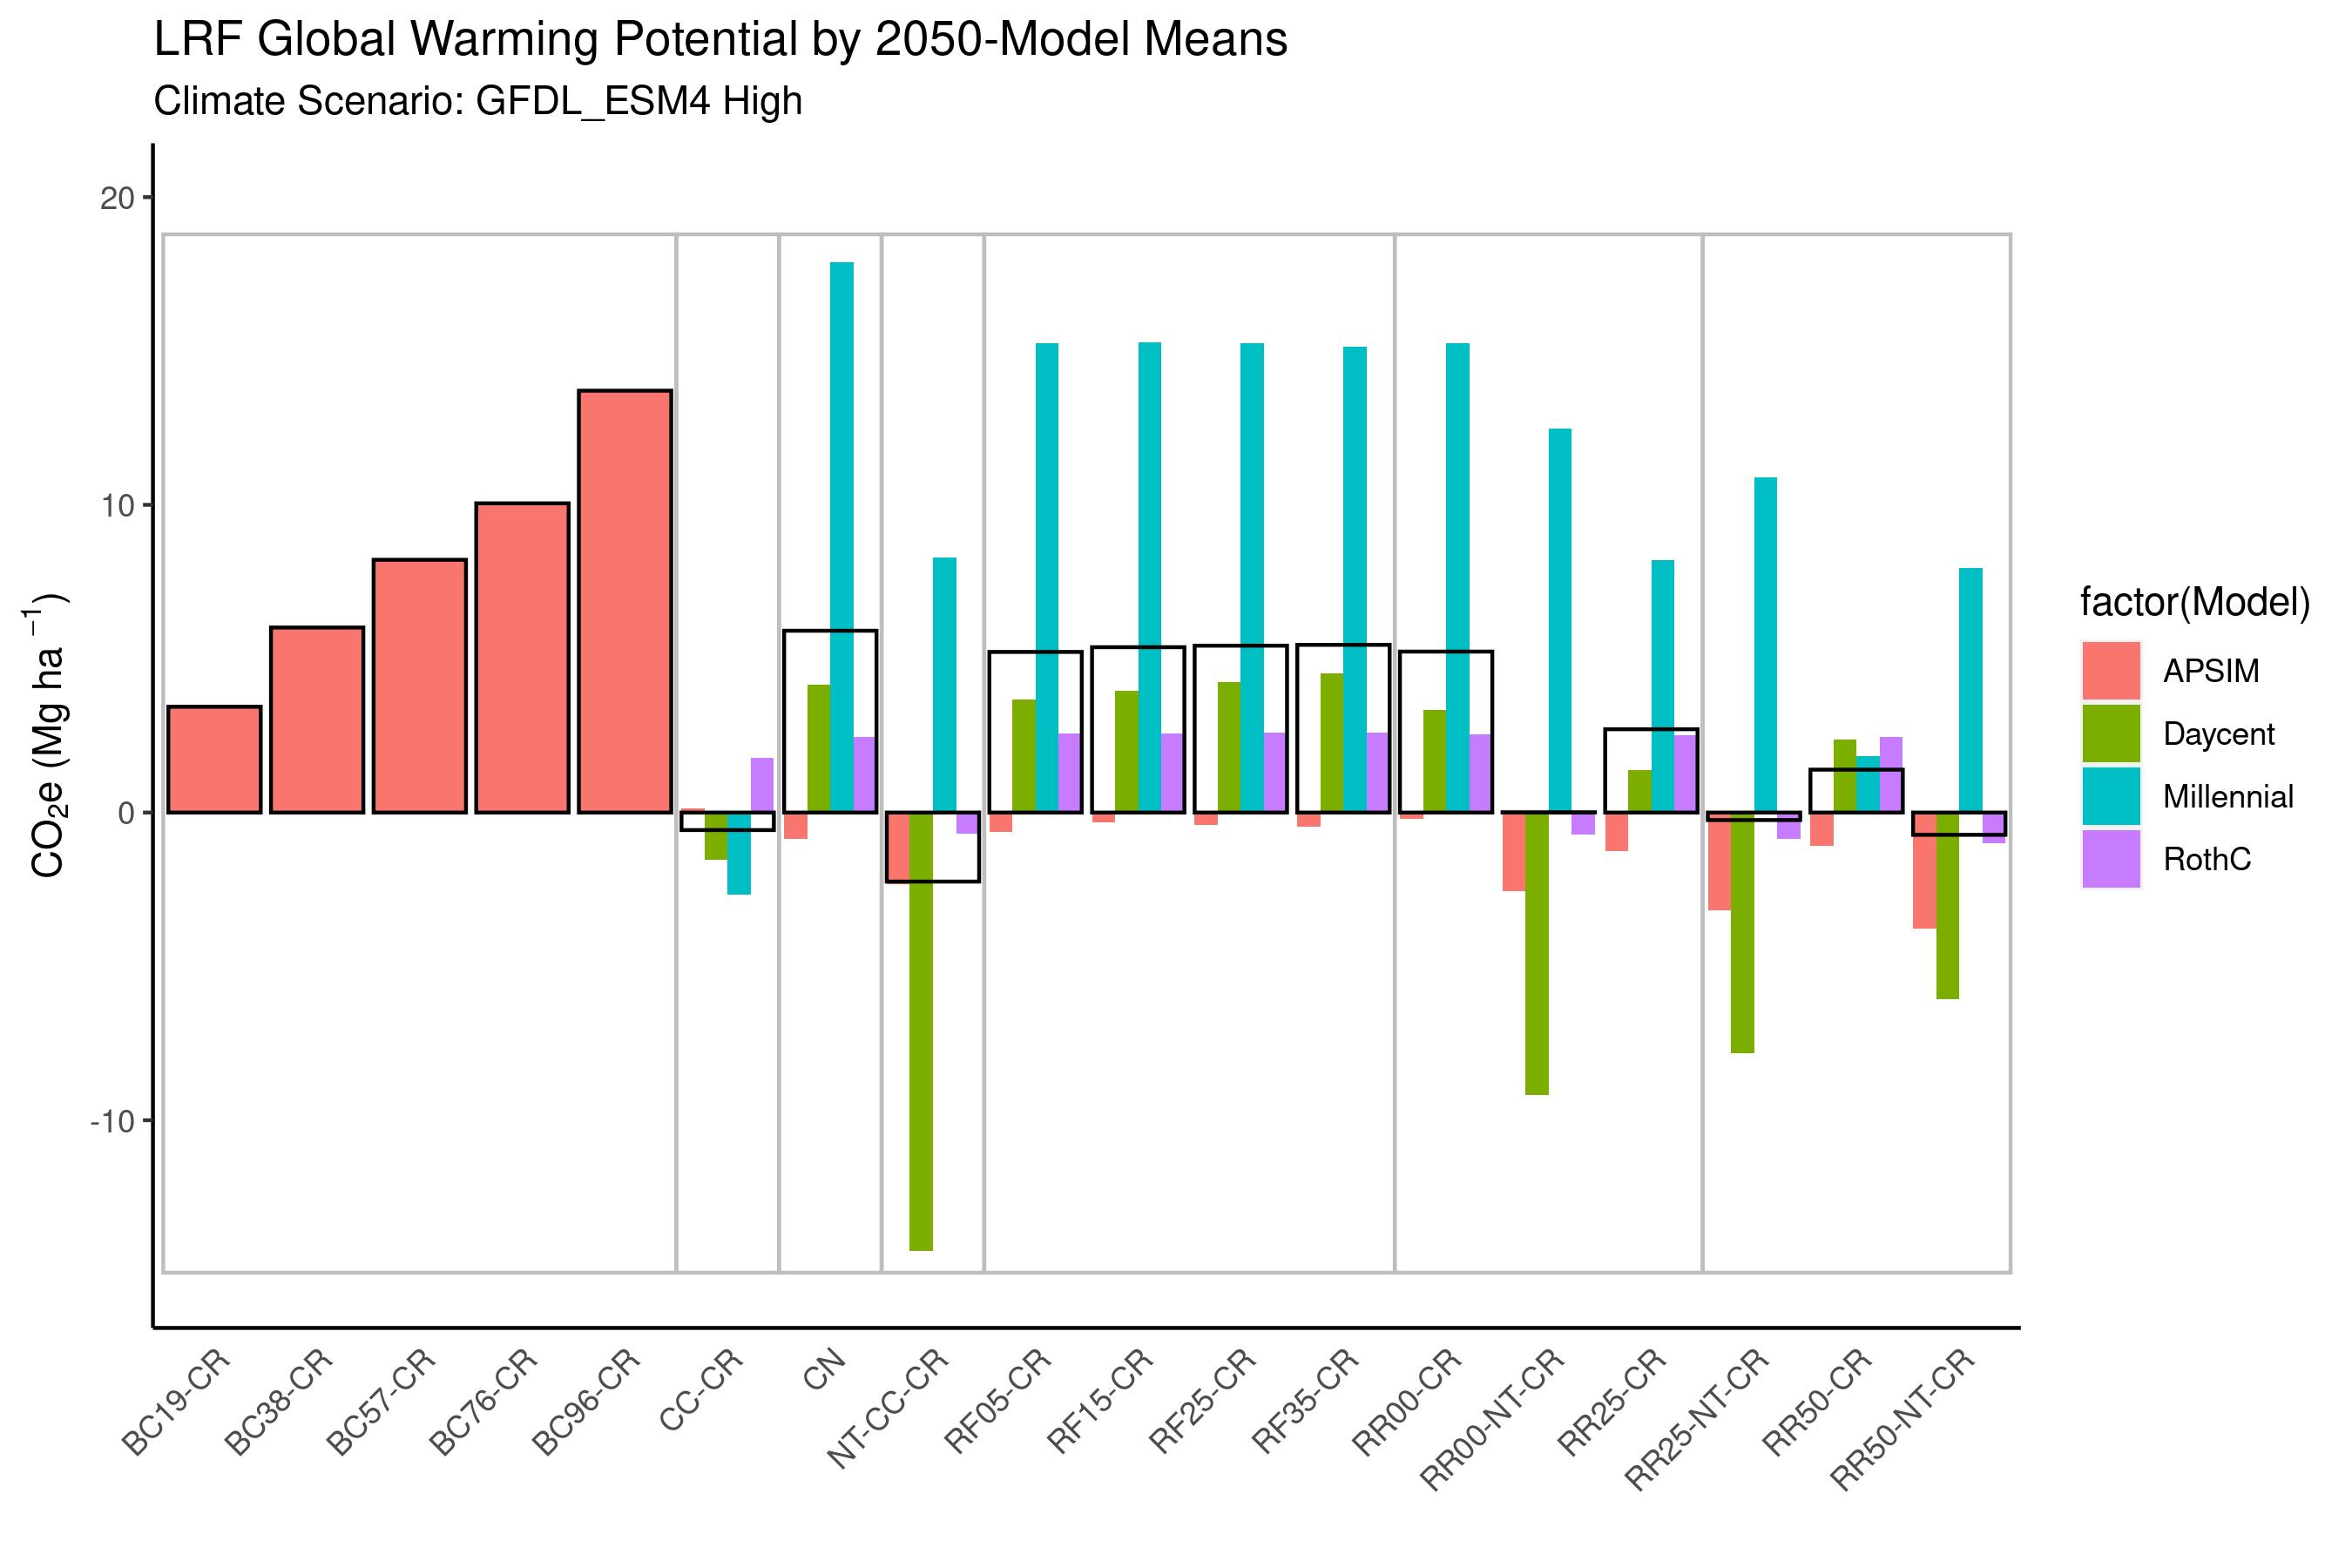 LRF Global Warming Potential by 2050-Model Means
Climate Scenario: GFDL_ESM4 High
CO₂e (Mg ha ⁻¹)
20
10
0
-10
BC19-CR
BC38-CR
BC57-CR
BC76-CR
BC96-CR
CC-CR
CN
NT-CC-CR
RF05-CR
RF15-CR
RF25-CR
RF35-CR
RR00-CR
RR00-NT-CR
RR25-CR
RR25-NT-CR
RR50-CR
RR50-NT-CR
factor(Model)
APSIM
Daycent
Millennial
RothC